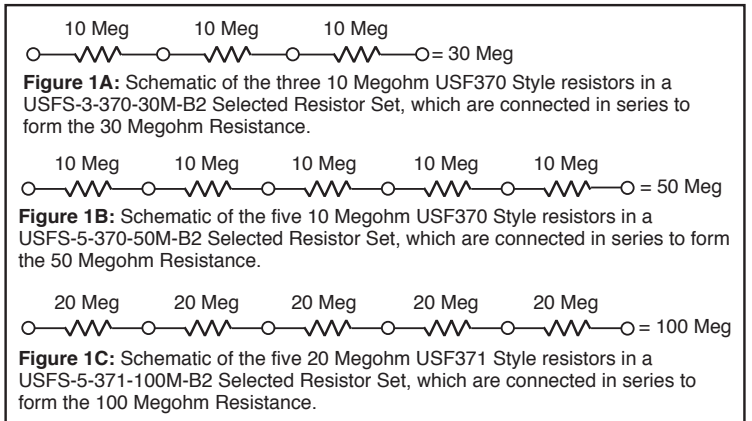 10 Meg 10 Meg 10 Meg
= 30 Meg
Figure 1A: Schematic of the three 10 Megohm USF370 Style resistors in a
USFS-3-370-30M-B2 Selected Resistor Set, which are connected in series to
form the 30 Megohm Resistance.
10 Meg 10 Meg 10 Meg 10 Meg 10 Meg
= 50 Meg
Figure 1B: Schematic of the five 10 Megohm USF370 Style resistors in a
USFS-5-370-50M-B2 Selected Resistor Set, which are connected in series to form
the 50 Megohm Resistance.
20 Meg 20 Meg 20 Meg 20 Meg 20 Meg
= 100 Meg
Figure 1C: Schematic of the five 20 Megohm USF371 Style resistors in a
USFS-5-371-100M-B2 Selected Resistor Set, which are connected in series to
form the 100 Megohm Resistance.